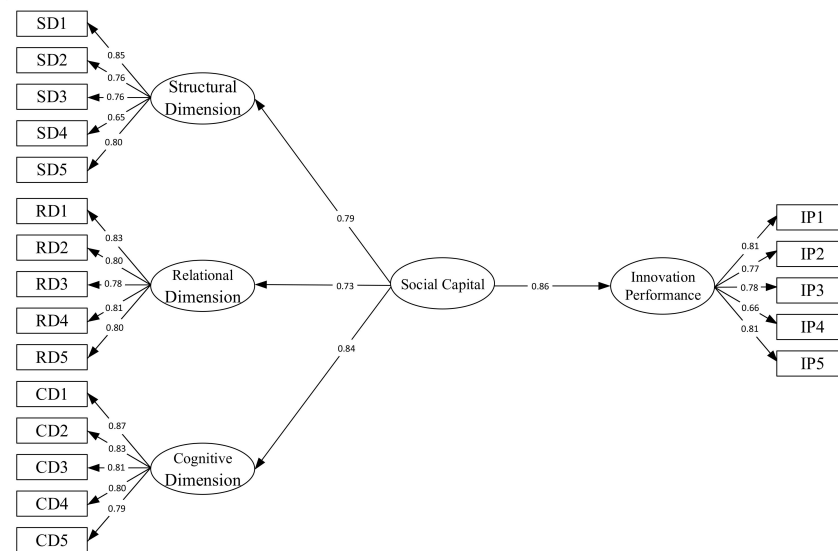 SD1
SD2
SD3
SD4
SD5
0.85
0.76
0.76
0.65
0.80
Structural
Dimension
RD1
RD2
RD3
RD4
RD5
0.83
0.80
0.78
0.81
0.80
Relational
Dimension
CD1
CD2
CD3
CD4
CD5
0.87
0.83
0.81
0.80
0.79
Cognitive
Dimension
0.79
0.73
0.84
Social Capital
0.86
Innovation
Performance
0.81
0.77
0.78
0.66
0.81
IP1
IP2
IP3
IP4
IP5